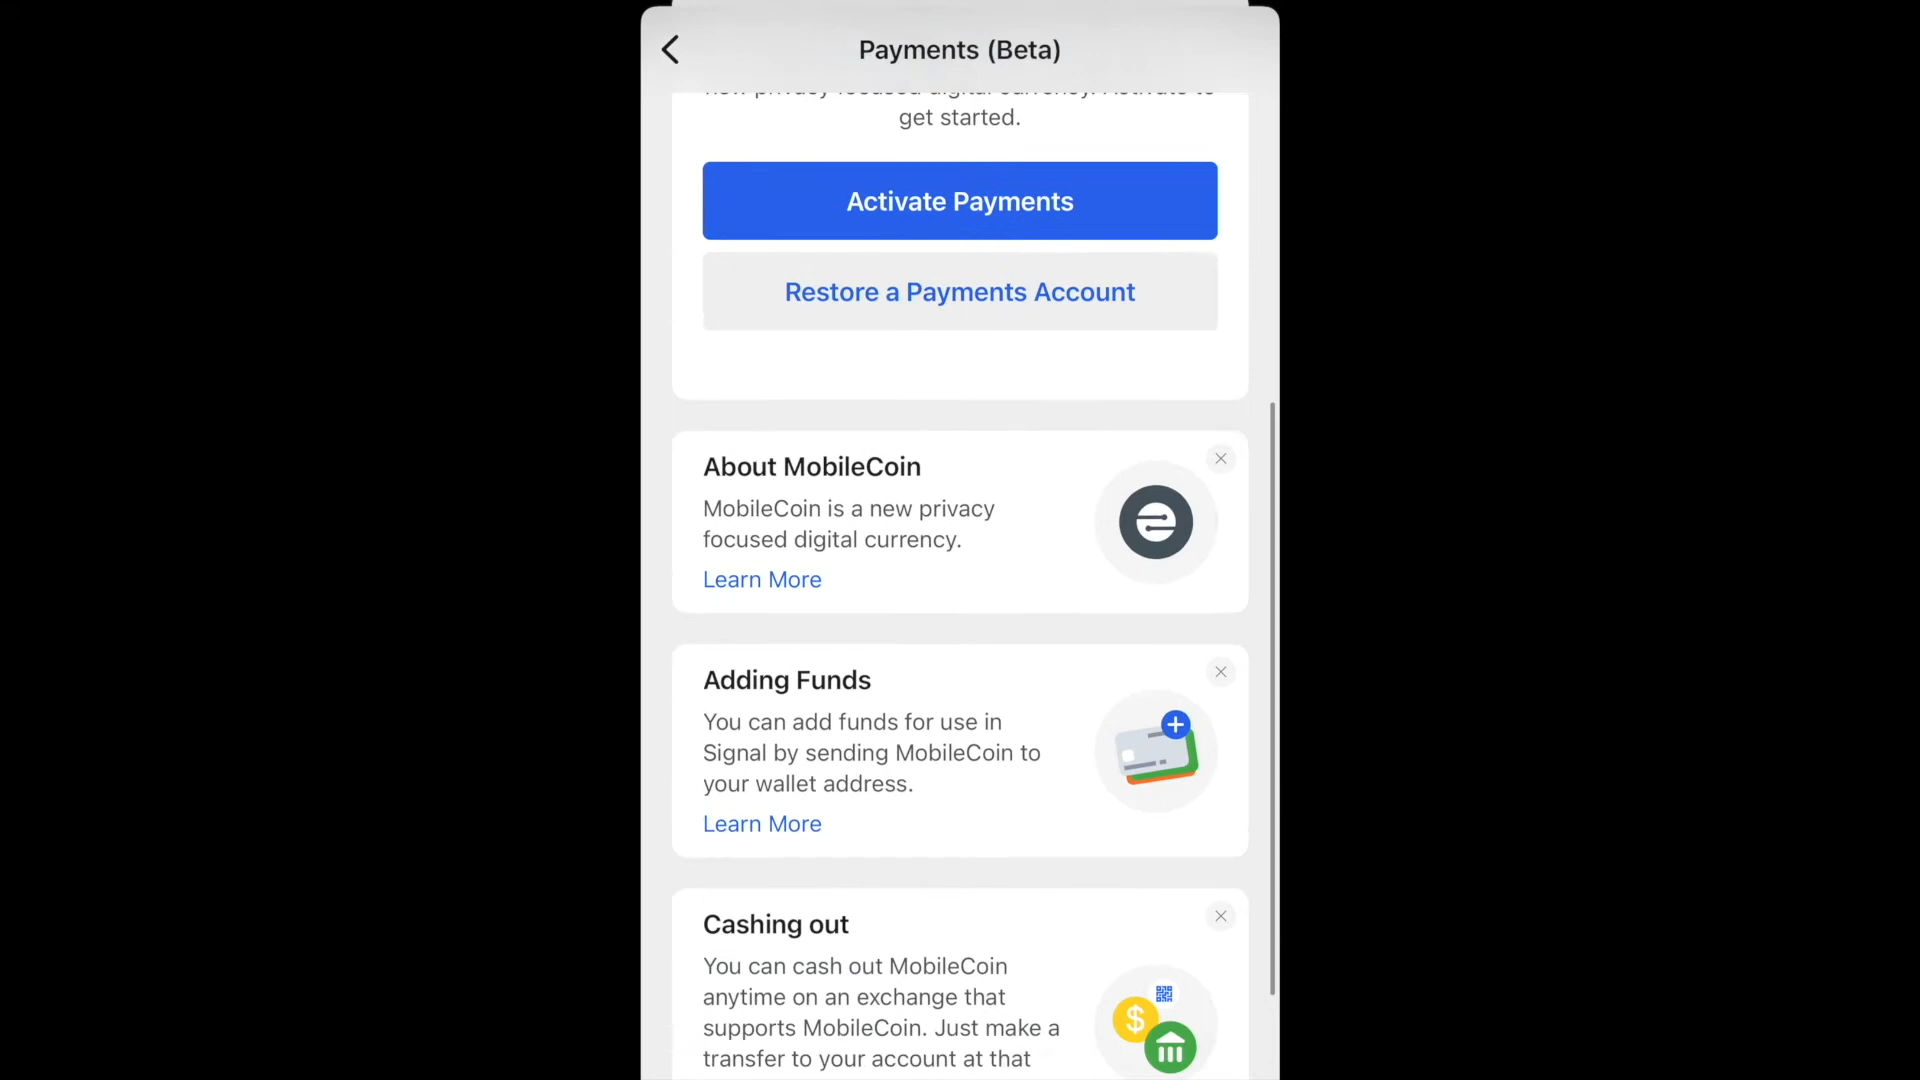 Payments (Beta)
get started.
Activate Payments
Restore a Payments Account
About MobileCoin
MobileCoin is a new privacy
focused digital currency.
Learn More
Adding Funds
You can add funds for use in
Signal by sending MobileCoin to
your wallet address.
Learn More
Cashing out
You can cash out MobileCoin
anytime on an exchange that
supports MobileCoin. Just make a
transfer to your account at that